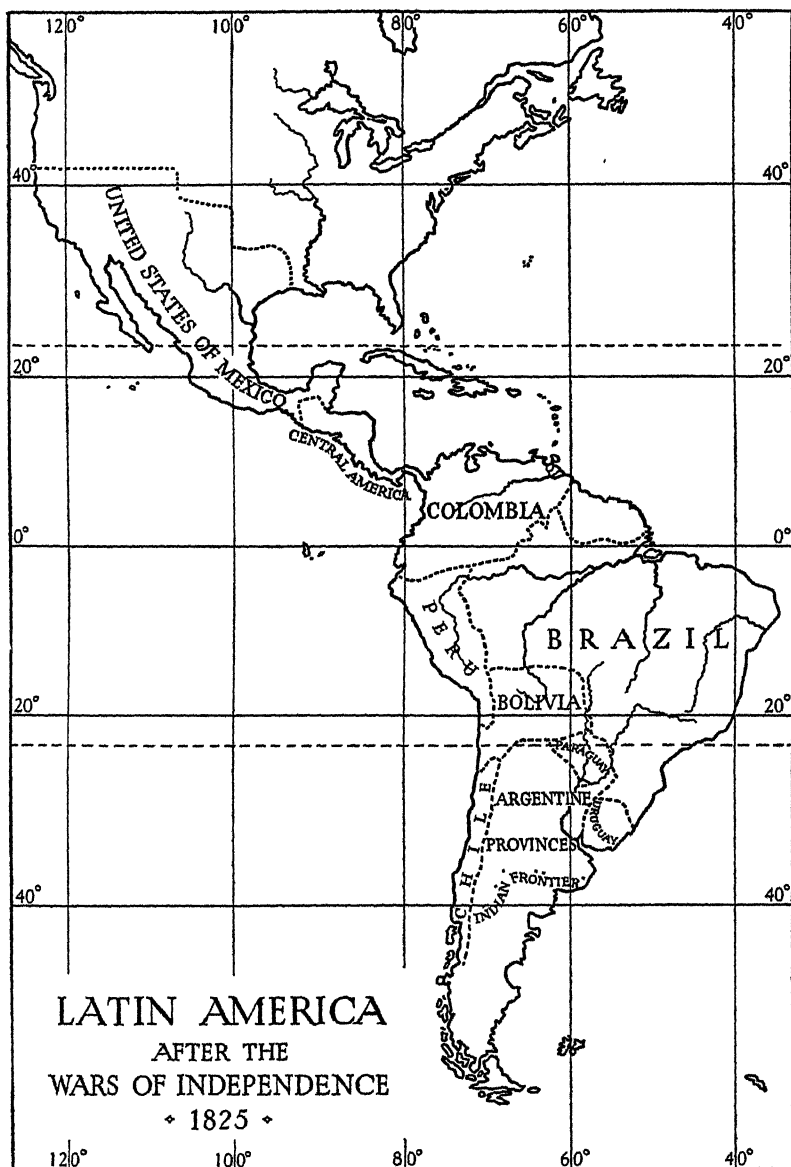 120° 100° 80° 60° 40°
40° 40°
UNITED STATES OF MEXICO
20° 20°
CENTRAL AMERICA
COLOMBIA
0° 0°
PERU
BRAZIL
BOLIVIA
20° 20°
PARAGUAY
CHILE
ARGENTINE
PROVINCES
URUGUAY
INDIAN FRONTIER
40° 40°
LATIN AMERICA
AFTER THE
WARS OF INDEPENDENCE
1825
120° 100° 80° 60° 40°